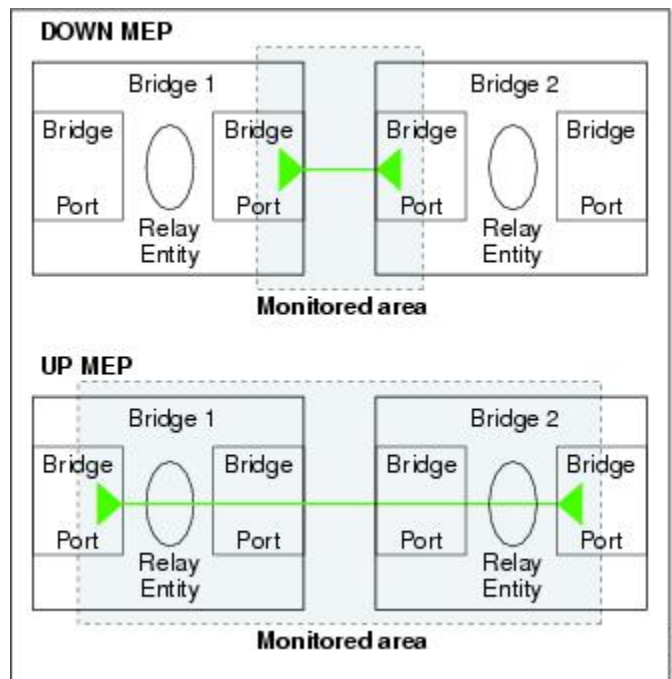 DOWN MEP
Bridge 1
Bridge 2
Bridge
Bridge
Bridge
Bridge
Port
Port
Port
Port
Relay
Entity
Relay
Entity
Monitored area
UP MEP
Bridge 1
Bridge 2
Bridge
Bridge
Bridge
Bridge
Port
Port
Port
Port
Relay
Entity
Relay
Entity
Monitored area